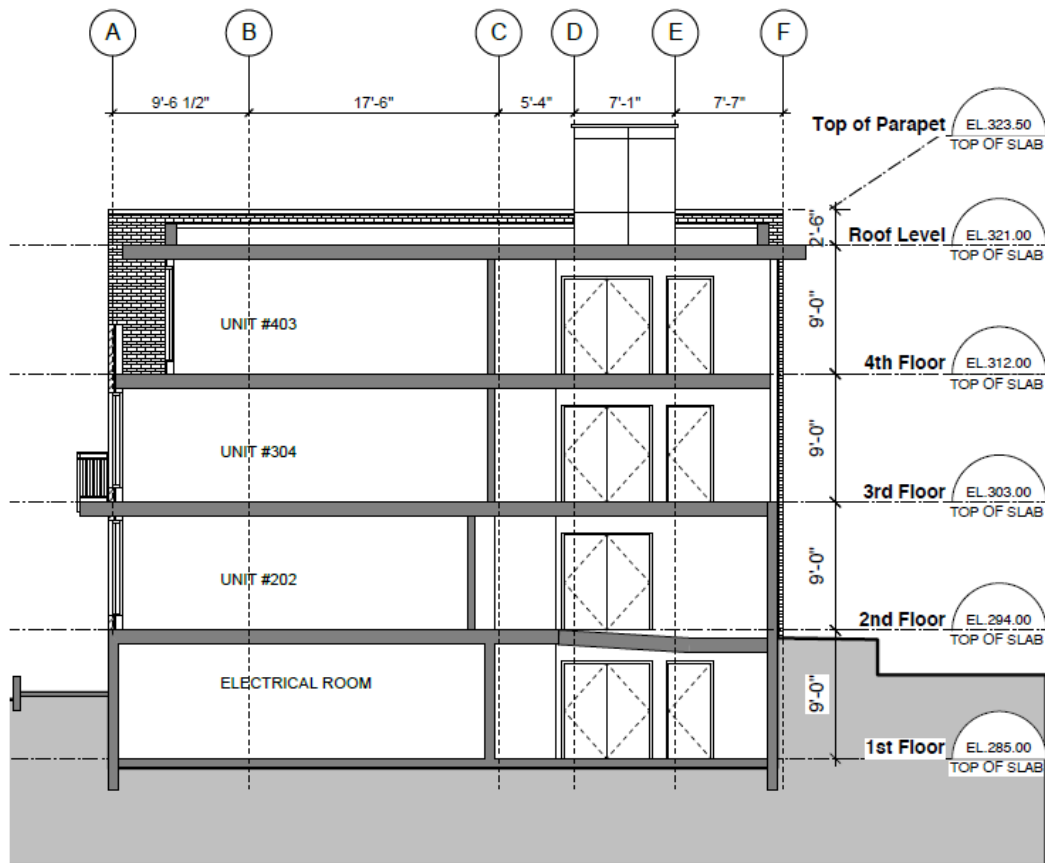 A B C D E F
9'-6 1/2" 17'-6" 5'-4" 7'-1" 7'-7"
Top of Parapet EL.323.50
TOP OF SLAB
2'-6"
Roof Level EL.321.00
TOP OF SLAB
9'-0"
UNIT #403
4th Floor EL.312.00
TOP OF SLAB
9'-0"
UNIT #304
3rd Floor EL.303.00
TOP OF SLAB
9'-0"
UNIT #202
2nd Floor EL.294.00
TOP OF SLAB
9'-0"
ELECTRICAL ROOM
1st Floor EL.285.00
TOP OF SLAB